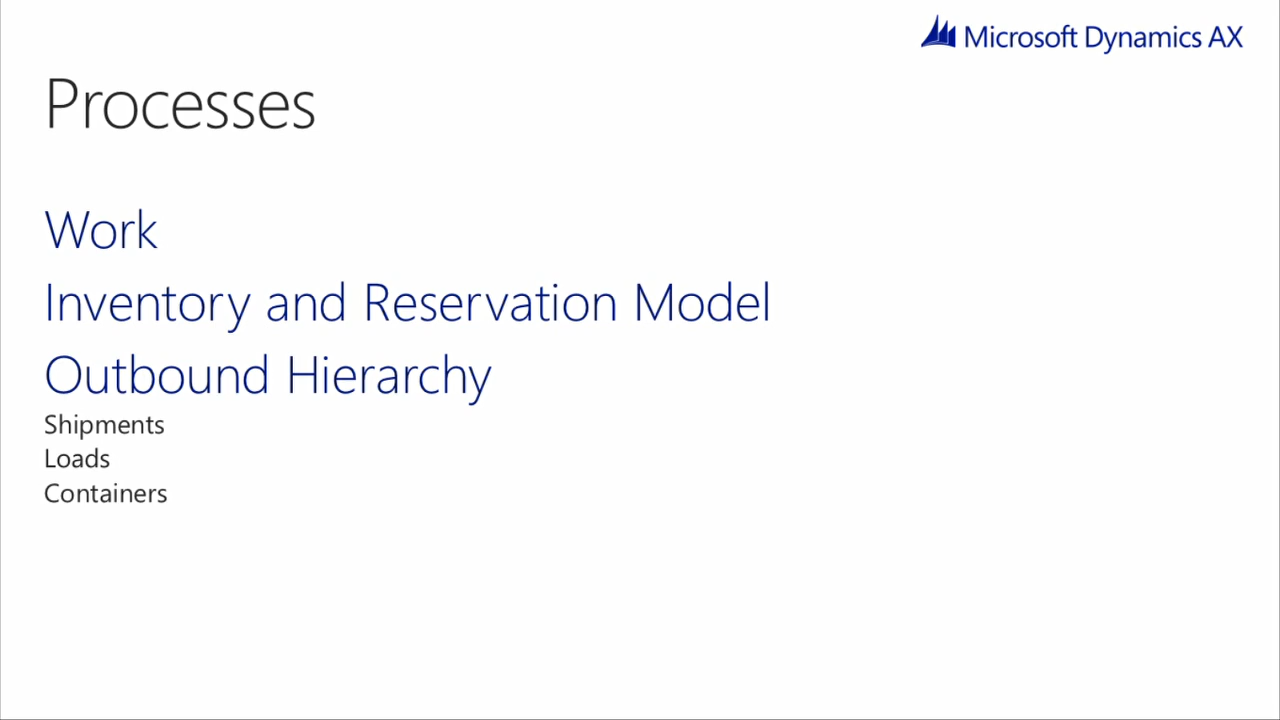 Microsoft Dynamics AX
Processes
Work
Inventory and Reservation Model
Outbound Hierarchy
Shipments
Loads
Containers